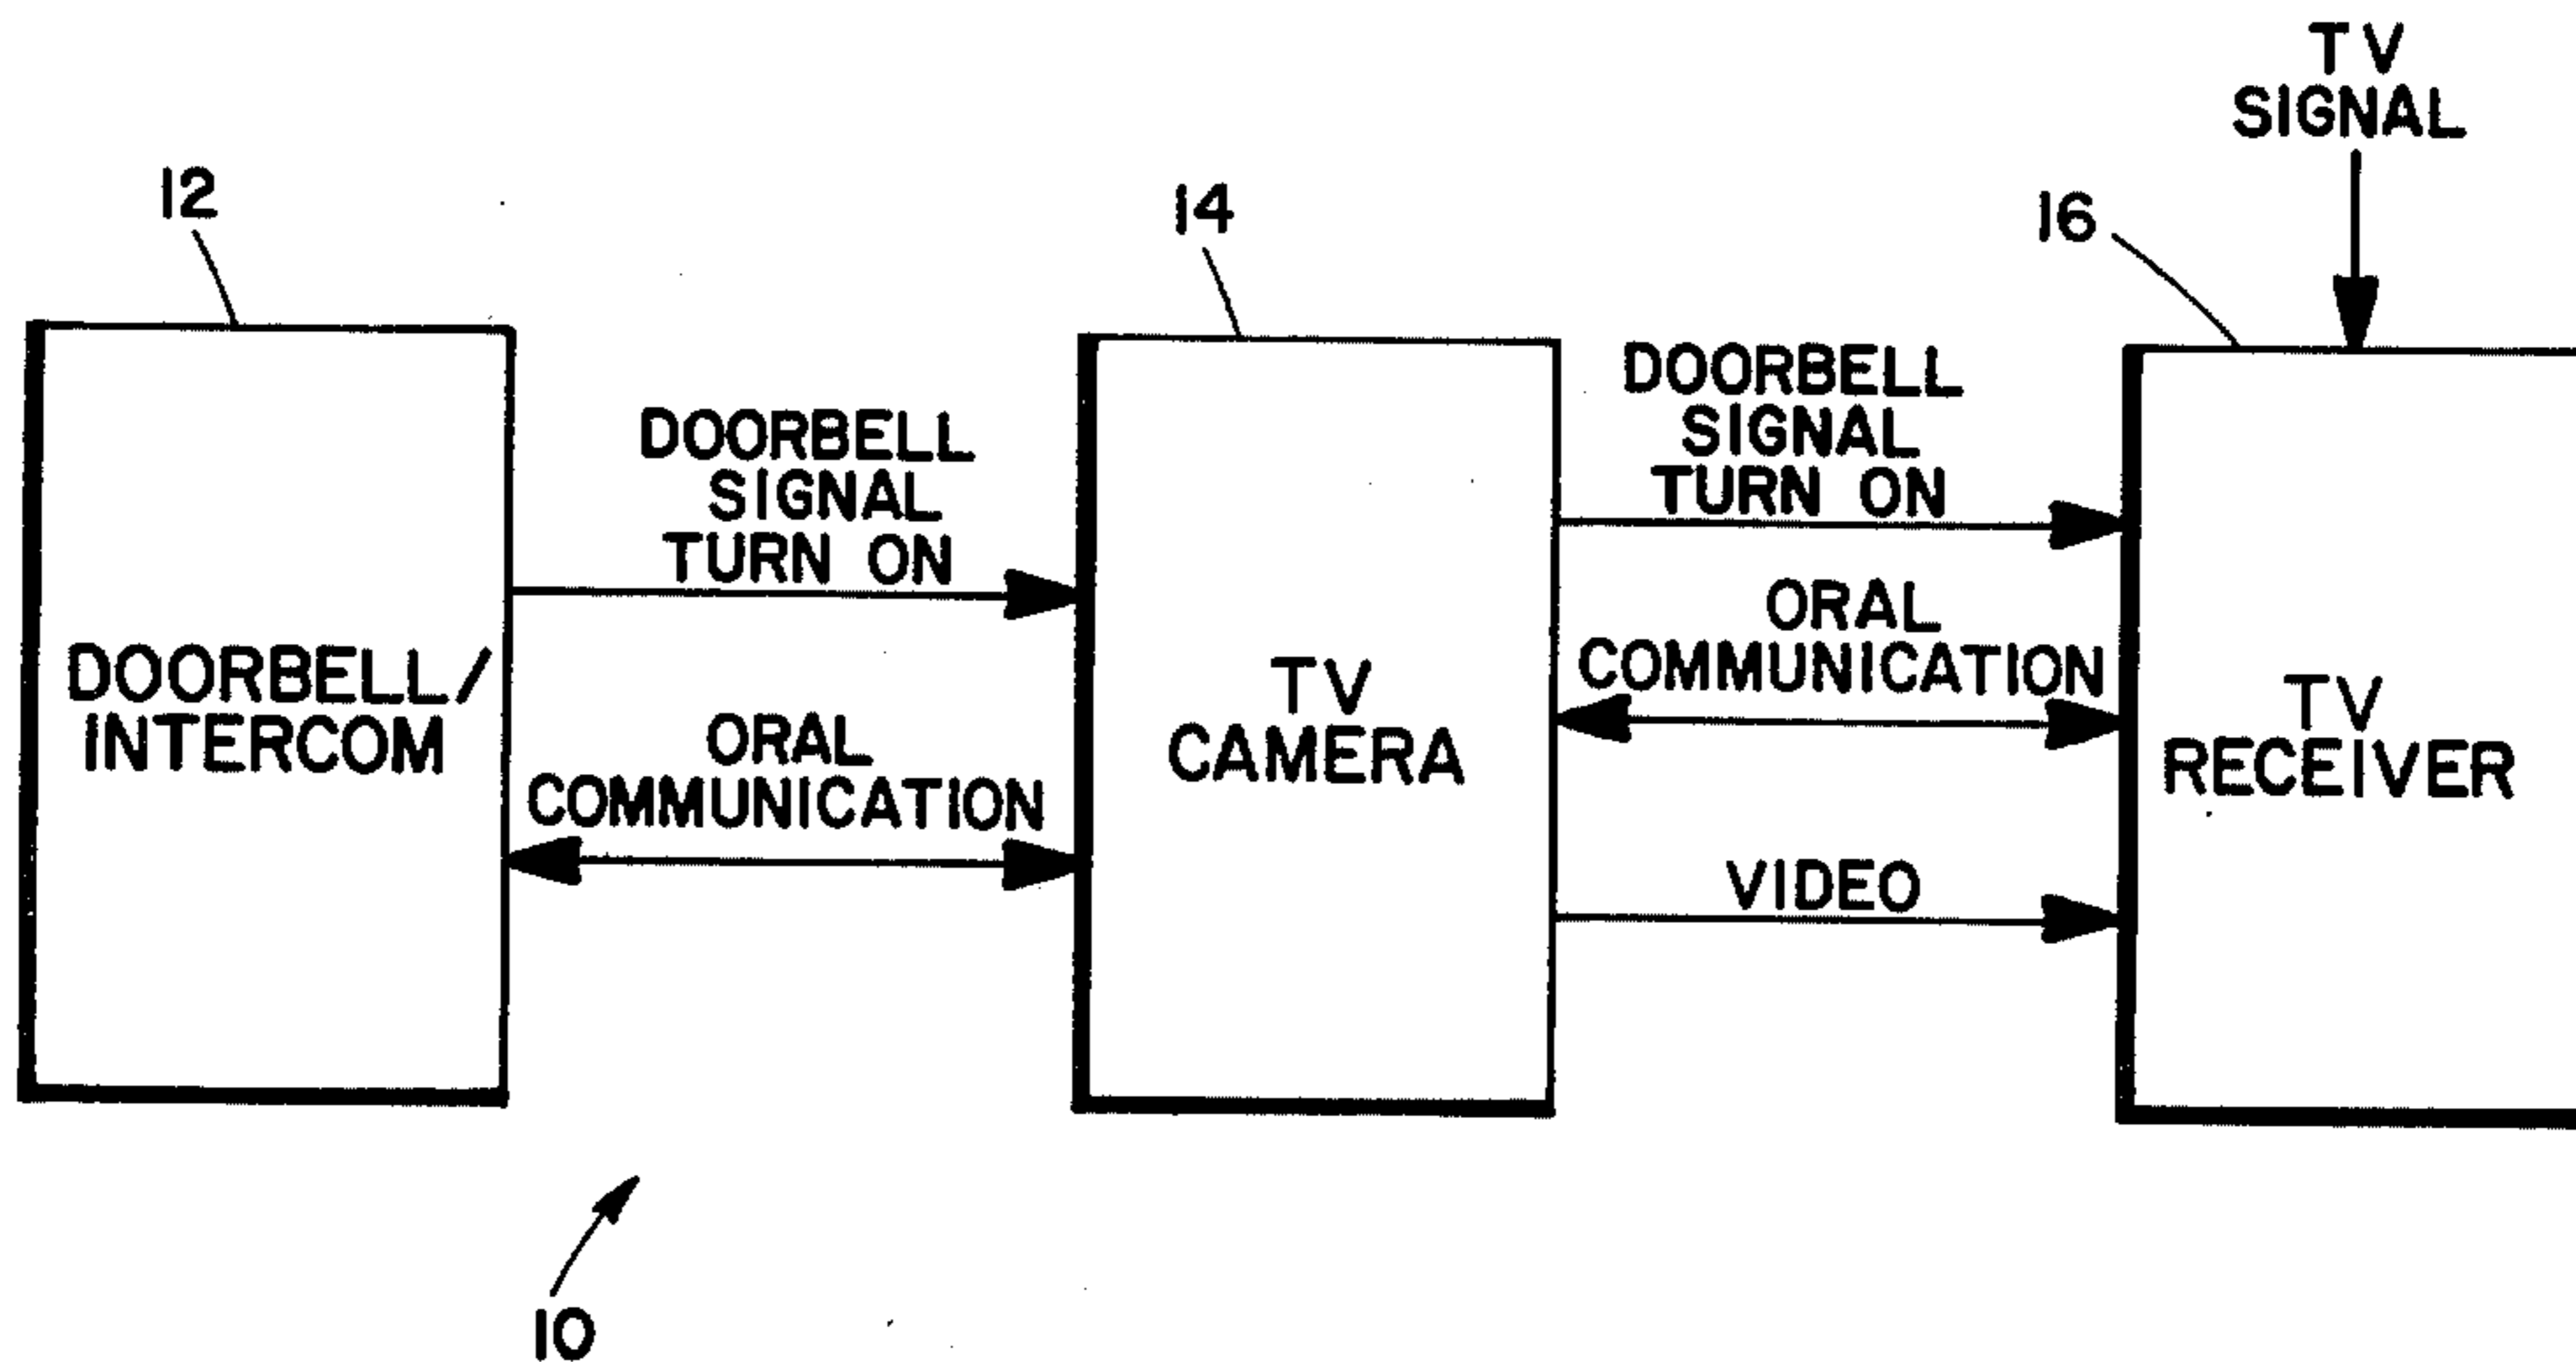 TV
SIGNAL
12
14
16
DOORBELL
SIGNAL
TURN ON
DOORBELL
SIGNAL
TURN ON
ORAL
COMMUNICATION
DOORBELL/
INTERCOM
TV
CAMERA
TV
RECEIVER
ORAL
COMMUNICATION
VIDEO
10